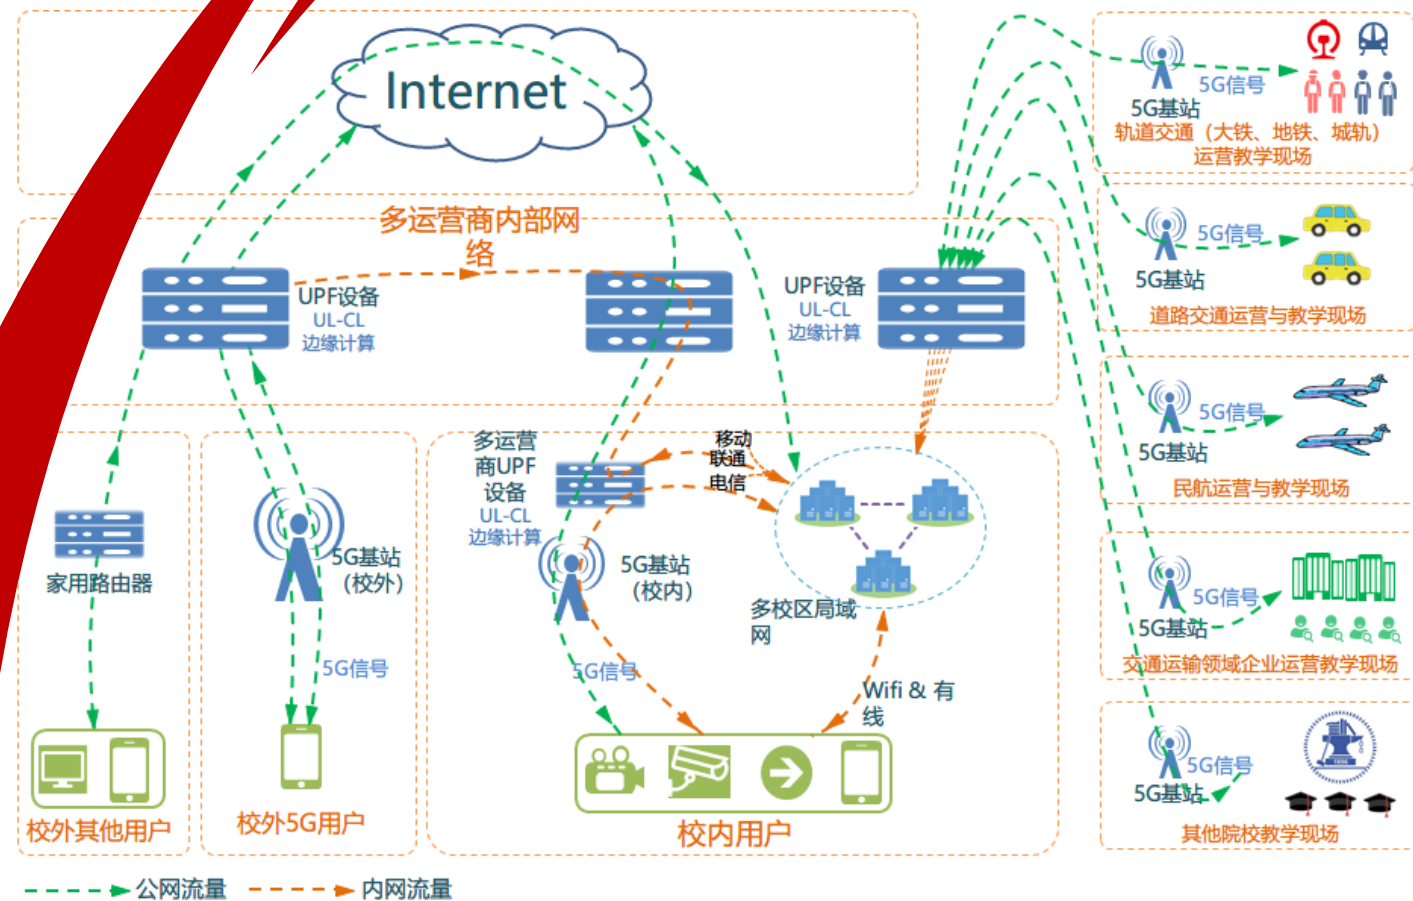 Internet
多运营商内部网
络
UPF设备
UL-CL
边缘计算
UPF设备
UL-CL
边缘计算
家用路由器
5G基站
（校外）
5G信号
校外其他用户
校外5G用户
多运营
商UPF
设备
UL-CL
边缘计算
移动
联通
电信
5G基站
（校内）
5G信号
多校区局域
网
Wifi & 有
线
校内用户
5G信号
5G基站
轨道交通（大铁、地铁、城轨）
运营教学现场
5G信号
5G基站
道路交通运营与教学现场
5G信号
5G基站
民航运营与教学现场
5G信号
5G基站
交通运输领域企业运营教学现场
5G信号
5G基站
1896
其他院校教学现场
公网流量
内网流量